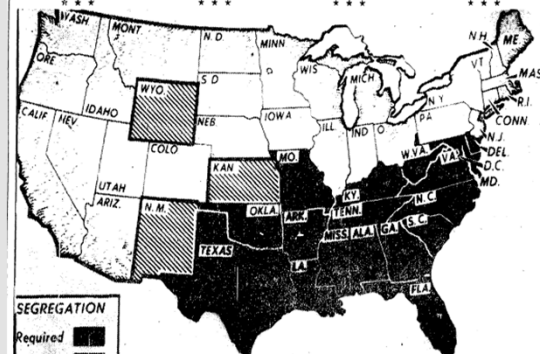 WASH
MONT.
N.D
MINN
N.H.
ME.
ORE
VT
WIS
MASS
S D
MICH
WYO.
IDAHO
N Y
R.I.
CONN.
CALIF
NEV.
NEB.
IOWA
PA
ILL
IND
O.
N.J.
COLO
MO.
W.VA.
VA.
DEL.
D.C.
UTAH
KAN.
KY.
MD.
ARIZ.
N.M.
OKLA.
ARK.
TENN.
N.C.
TEXAS
MISS.
ALA.
GA.
S.C.
LA.
FLA.
SEGREGATION
Required